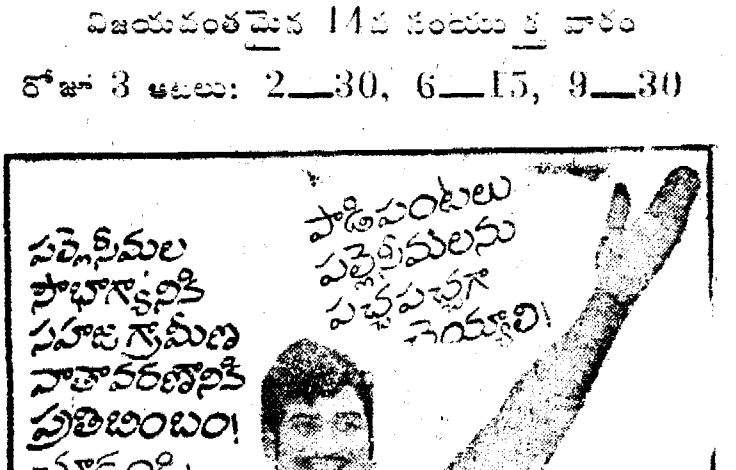 విజయవంతమైన 14వ సంయుక్త వారం
రోజూ 3 ఆటలు: 2—30, 6—15, 9—30
పల్లెసీమల
సౌభాగ్యానికి
సహజ గ్రామీణ
వాతావరణానికి
ప్రతిబింబం!
పాడిపంటలు
పల్లెసీమలను
పచ్చపచ్చగా
చెయ్యాలి!